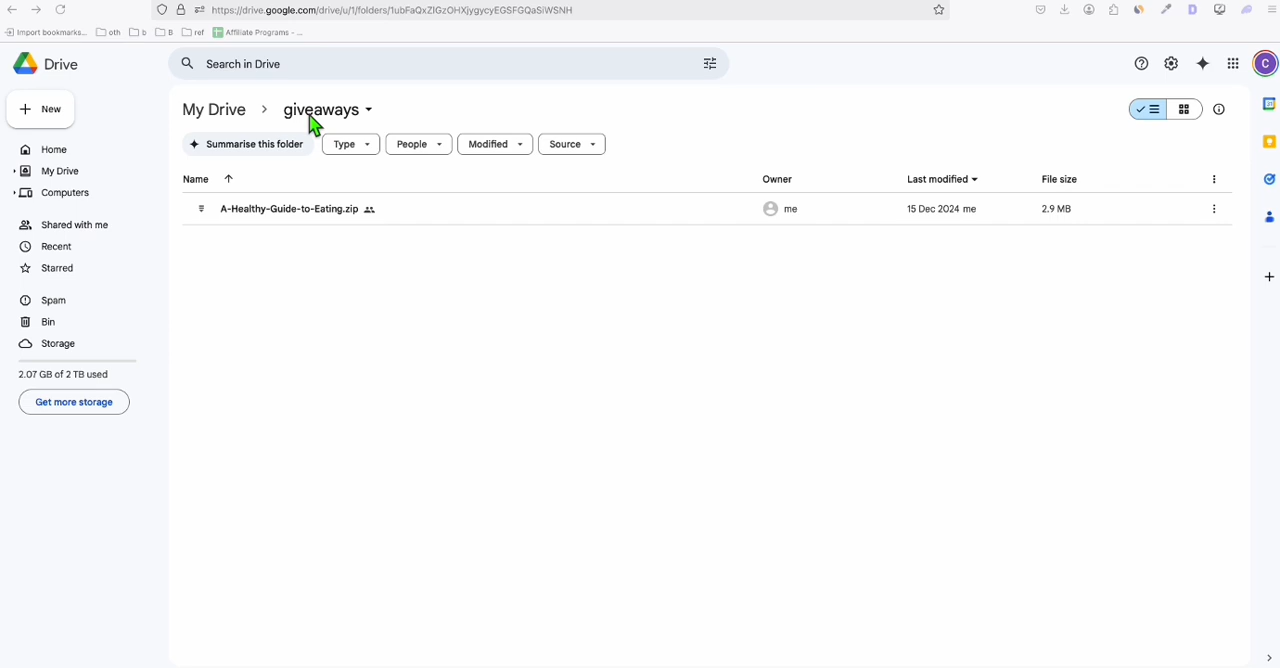 https://drive.google.com/drive/u/1/folders/1ubFaQxZIGzOHXjygycyEGSFGQaSiWSNH
Import bookmarks... oth b B ref Affiliate Programs - ...
Drive Search in Drive C
New
My Drive > giveaways
Summarise this folder Type People Modified Source
Name Owner Last modified File size
A-Healthy-Guide-to-Eating.zip me 15 Dec 2024 me 2.9 MB
Home
My Drive
Computers
Shared with me
Recent
Starred
Spam
Bin
Storage
2.07 GB of 2 TB used
Get more storage